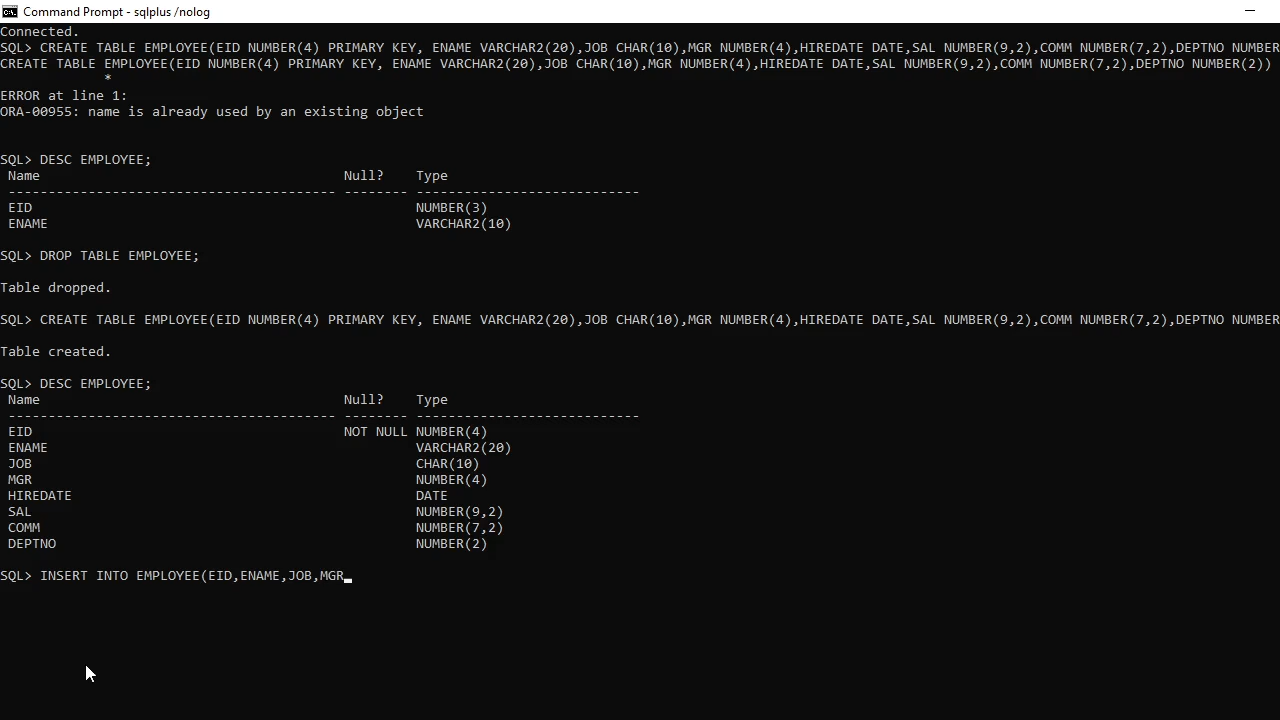 Command Prompt - sqlplus /nolog
Connected.
SQL> CREATE TABLE EMPLOYEE(EID NUMBER(4) PRIMARY KEY, ENAME VARCHAR2(20),JOB CHAR(10),MGR NUMBER(4),HIREDATE DATE,SAL NUMBER(9,2),COMM NUMBER(7,2),DEPTNO NUMBER
CREATE TABLE EMPLOYEE(EID NUMBER(4) PRIMARY KEY, ENAME VARCHAR2(20),JOB CHAR(10),MGR NUMBER(4),HIREDATE DATE,SAL NUMBER(9,2),COMM NUMBER(7,2),DEPTNO NUMBER(2))
*
ERROR at line 1:
ORA-00955: name is already used by an existing object
SQL> DESC EMPLOYEE;
Name Null? Type
----------------------------------------- -------- ----------------------------
EID NUMBER(3)
ENAME VARCHAR2(10)
SQL> DROP TABLE EMPLOYEE;
Table dropped.
SQL> CREATE TABLE EMPLOYEE(EID NUMBER(4) PRIMARY KEY, ENAME VARCHAR2(20),JOB CHAR(10),MGR NUMBER(4),HIREDATE DATE,SAL NUMBER(9,2),COMM NUMBER(7,2),DEPTNO NUMBER
Table created.
SQL> DESC EMPLOYEE;
Name Null? Type
----------------------------------------- -------- ----------------------------
EID NOT NULL NUMBER(4)
ENAME VARCHAR2(20)
JOB CHAR(10)
MGR NUMBER(4)
HIREDATE DATE
SAL NUMBER(9,2)
COMM NUMBER(7,2)
DEPTNO NUMBER(2)
SQL> INSERT INTO EMPLOYEE(EID,ENAME,JOB,MGR